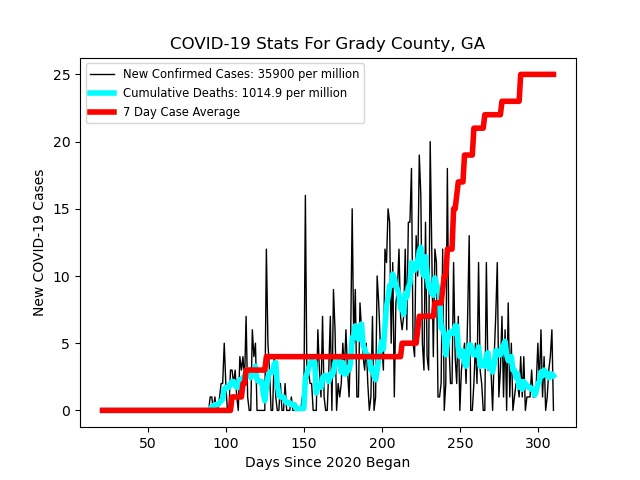 COVID-19 Stats For Grady County, GA
New Confirmed Cases: 35900 per million
Cumulative Deaths: 1014.9 per million
7 Day Case Average
25
20
15
10
5
0
New COVID-19 Cases
50 100 150 200 250 300
Days Since 2020 Began